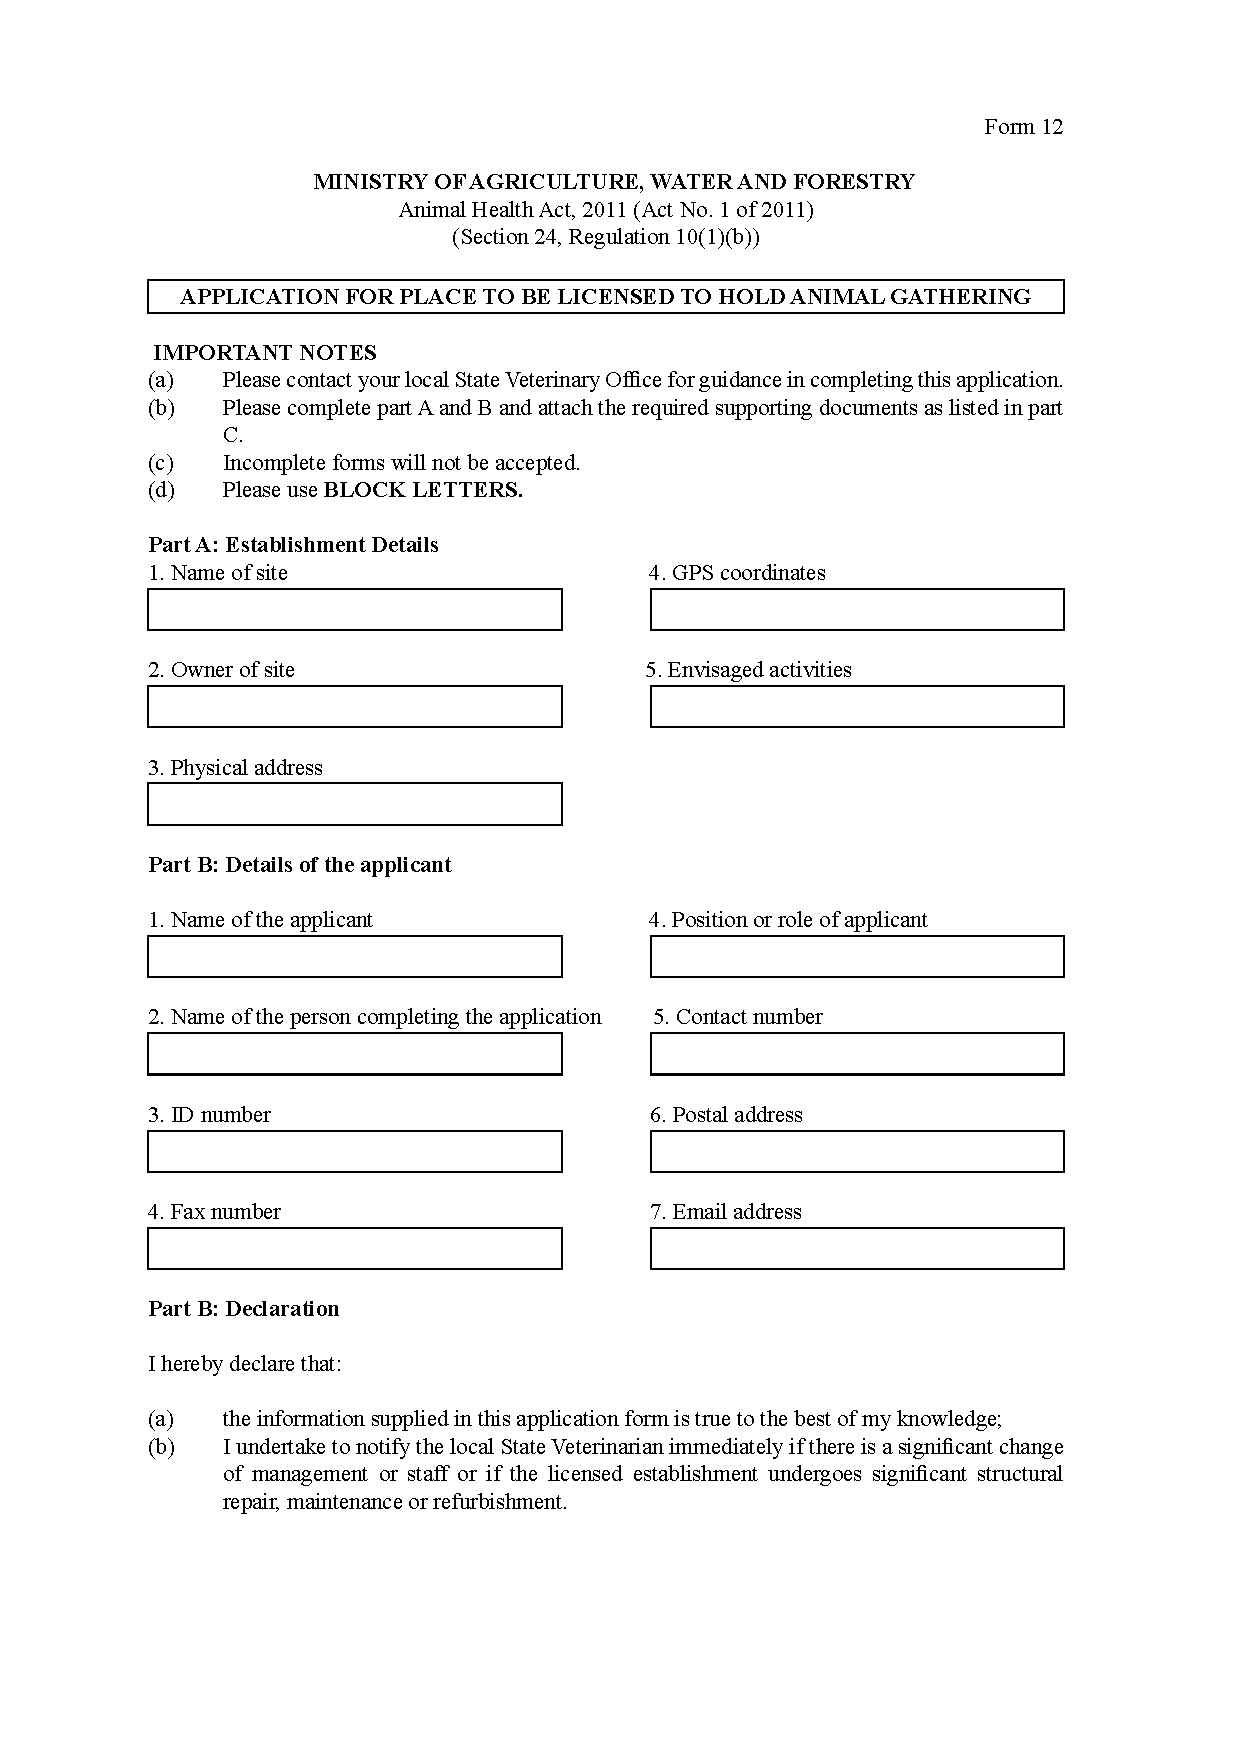 Form 12
MINISTRY OF AGRICULTURE, WATER AND FORESTRY
Animal Health Act, 2011 (Act No. 1 of 2011)
(Section 24, Regulation 10(1)(b))
APPLICATION FOR PLACE TO BE LICENSED TO HOLD ANIMAL GATHERING
IMPORTANT NOTES
(a) Please contact your local State Veterinary Office for guidance in completing this application.
(b) Please complete part A and B and attach the required supporting documents as listed in part
C.
(c) Incomplete forms will not be accepted.
(d) Please use BLOCK LETTERS.
Part A: Establishment Details
1. Name of site 4. GPS coordinates
2. Owner of site 5. Envisaged activities
3. Physical address
Part B: Details of the applicant
1. Name of the applicant 4. Position or role of applicant
2. Name of the person completing the application 5. Contact number
3. ID number 6. Postal address
4. Fax number 7. Email address
Part B: Declaration
I hereby declare that:
(a) the information supplied in this application form is true to the best of my knowledge;
(b) I undertake to notify the local State Veterinarian immediately if there is a significant change
of management or staff or if the licensed establishment undergoes significant structural
repair, maintenance or refurbishment.